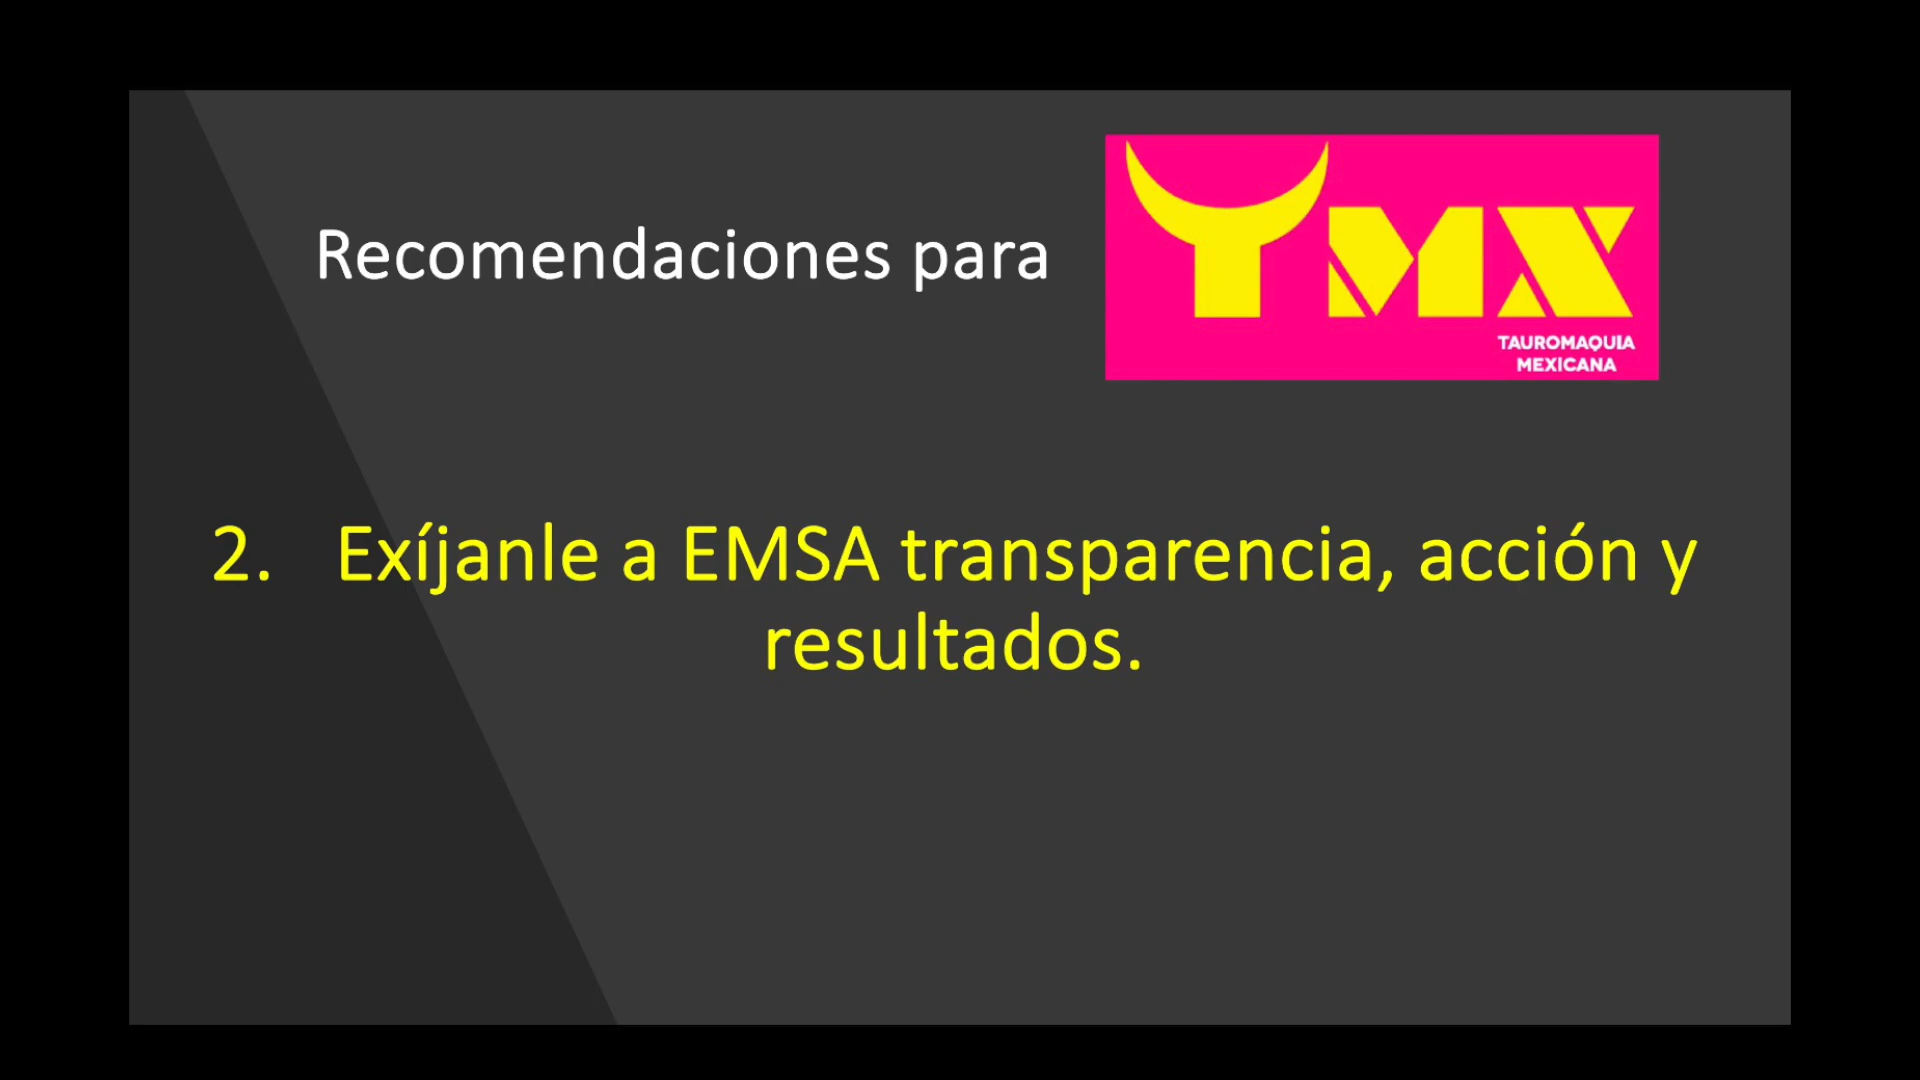 Recomendaciones para
TMX
TAUROMAQUIA
MEXICANA
2. Exíjanle a EMSA transparencia, acción y
resultados.